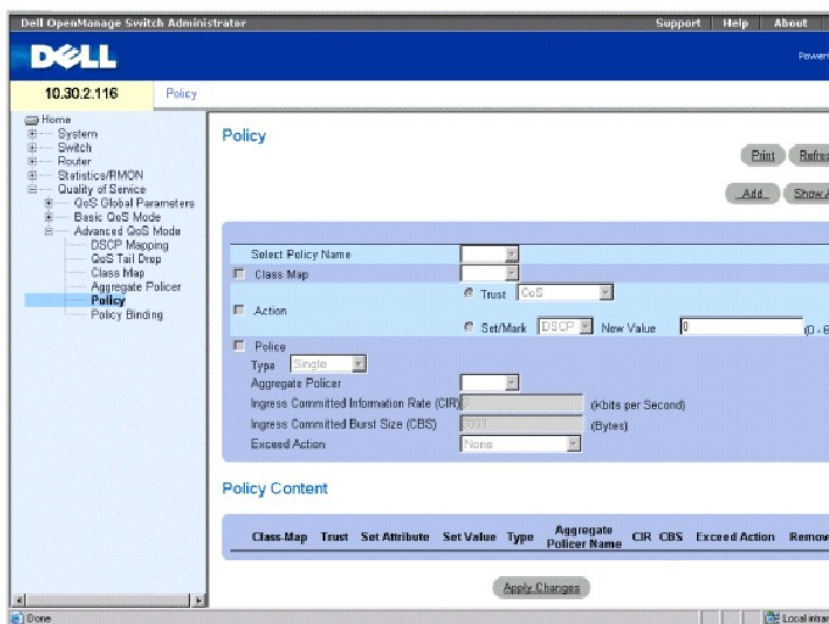 Dell OpenManage Switch Administrator Support Help About
DELL
10.30.2.116 Policy
Home
System
Switch
Router
Statistics/RMON
Quality of Service
QoS Global Parameters
Basic QoS Mode
Advanced QoS Mode
DSCP Mapping
QoS Tail Drop
Class Map
Aggregate Policer
Policy
Policy Binding
Policy
Print
Add
Select Policy Name
Class Map
Action
Trust CoS
Set/Mark DSCP New Value 0
Police
Type Single
Aggregate Policer
Ingress Committed Information Rate (CIR) (Kbits per Second)
Ingress Committed Burst Size (CBS) (Bytes)
Exceed Action None
Policy Content
Class-Map Trust Set Attribute Set Value Type Aggregate Policer Name CIR CBS Exceed Action
Apply Changes
Done